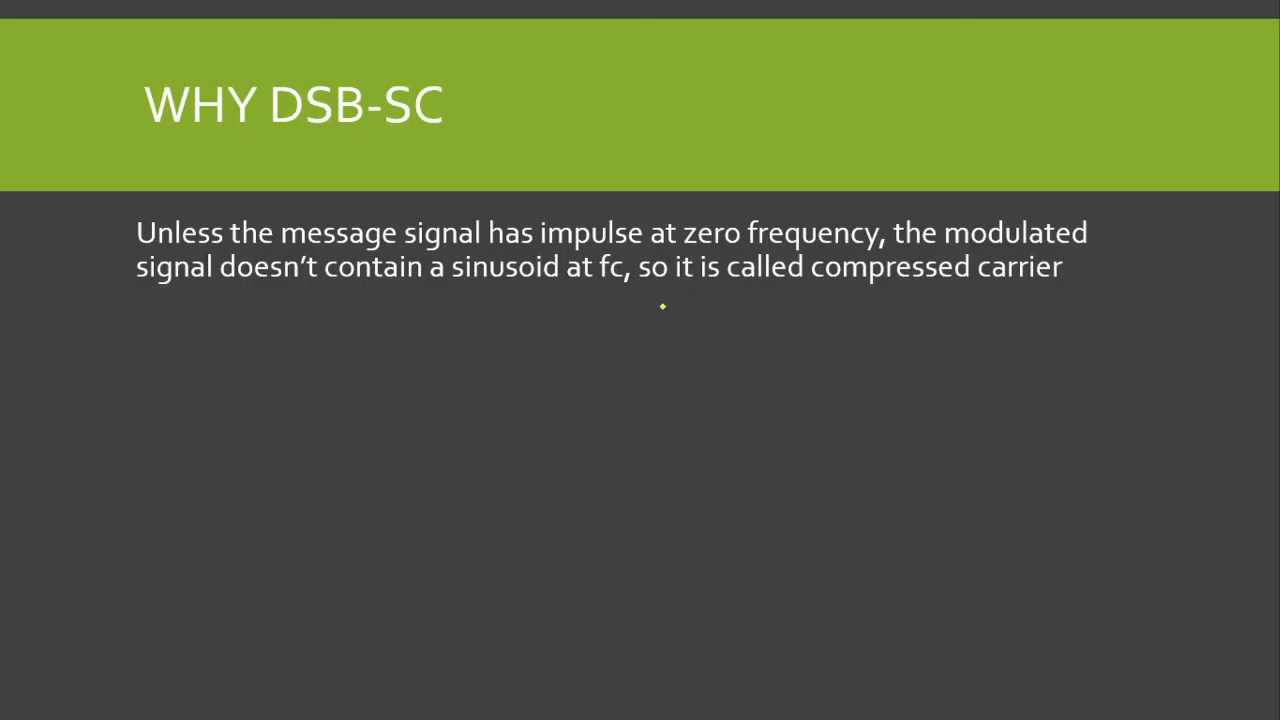 WHY DSB-SC
Unless the message signal has impulse at zero frequency, the modulated
signal doesn’t contain a sinusoid at fc, so it is called compressed carrier